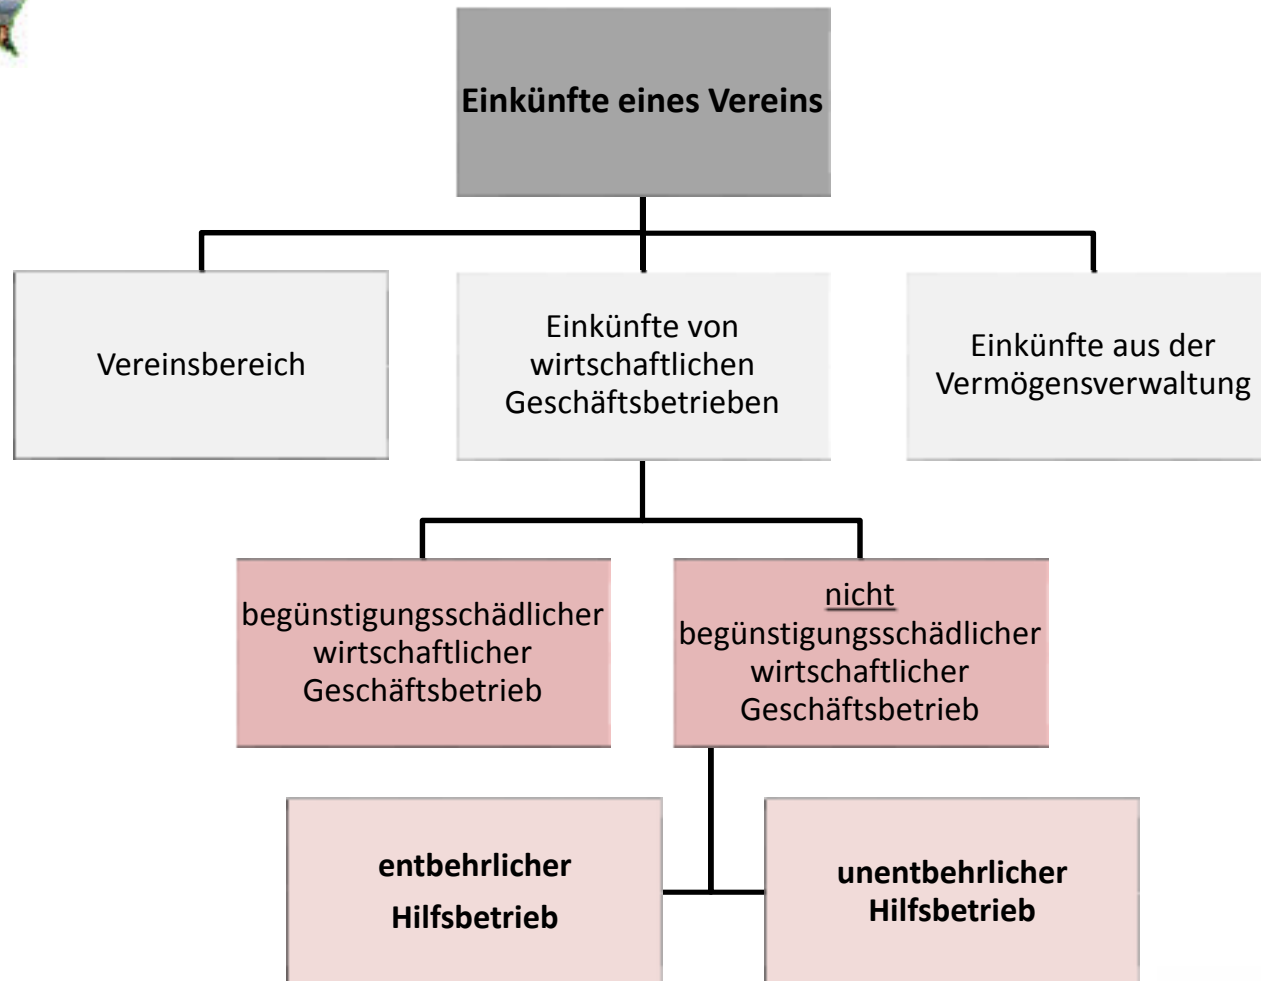 Einkünfte eines Vereins
Vereinsbereich
Einkünfte von
wirtschaftlichen
Geschäftsbetrieben
Einkünfte aus der
Vermögensverwaltung
begünstigungsschädlicher
wirtschaftlicher
Geschäftsbetrieb
nicht
begünstigungsschädlicher
wirtschaftlicher
Geschäftsbetrieb
entbehrlicher
Hilfsbetrieb
unentbehrlicher
Hilfsbetrieb